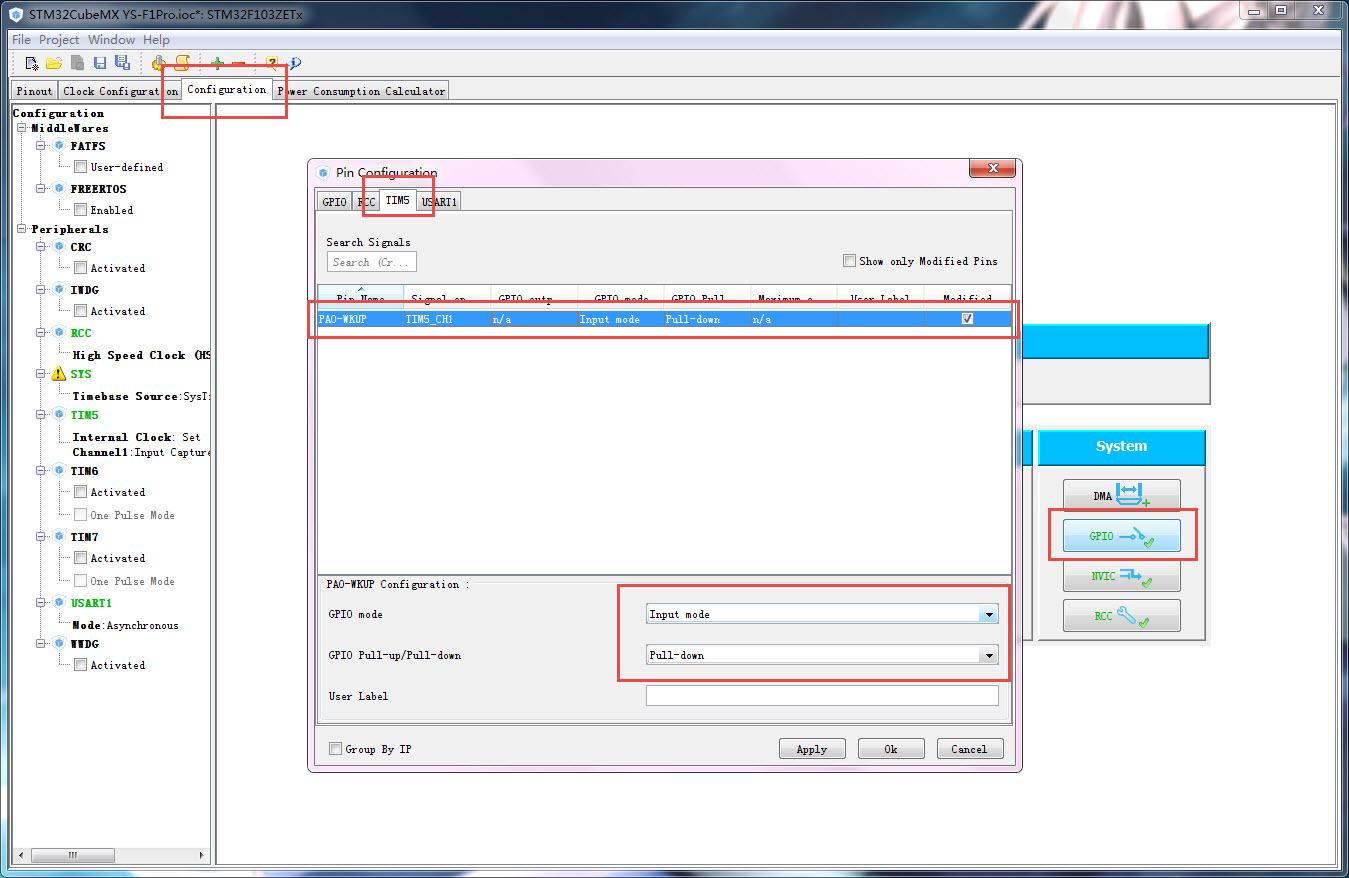 STM32CubeMX YS-F1Pro.ioc*: STM32F103ZETx
File Project Window Help
Pinout Clock Configuration Configuration Power Consumption Calculator
Configuration
MiddleWares
FATFS
User-defined
FREERTOS
Enabled
Peripherals
CRC
Activated
IWDG
Activated
RCC
High Speed Clock (HS
SYS
Timebase Source:SysTi
TIM5
Internal Clock: Set
Channel1:Input Capture
TIM6
Activated
One Pulse Mode
TIM7
Activated
One Pulse Mode
USART1
Mode:Asynchronous
WWDG
Activated
Pin Configuration
GPIO RCC TIM5 USART1
Search Signals
Search (Cr...
Show only Modified Pins
Pin Name Signal on GPIO outp GPIO mode GPIO Pull Maximum o User Label Modified
PA0-WKUP TIM5_CH1 n/a Input mode Pull-down n/a
PA0-WKUP Configuration :
GPIO mode Input mode
GPIO Pull-up/Pull-down Pull-down
User Label
Group By IP
Apply Ok Cancel
System
DMA
GPIO
NVIC
RCC